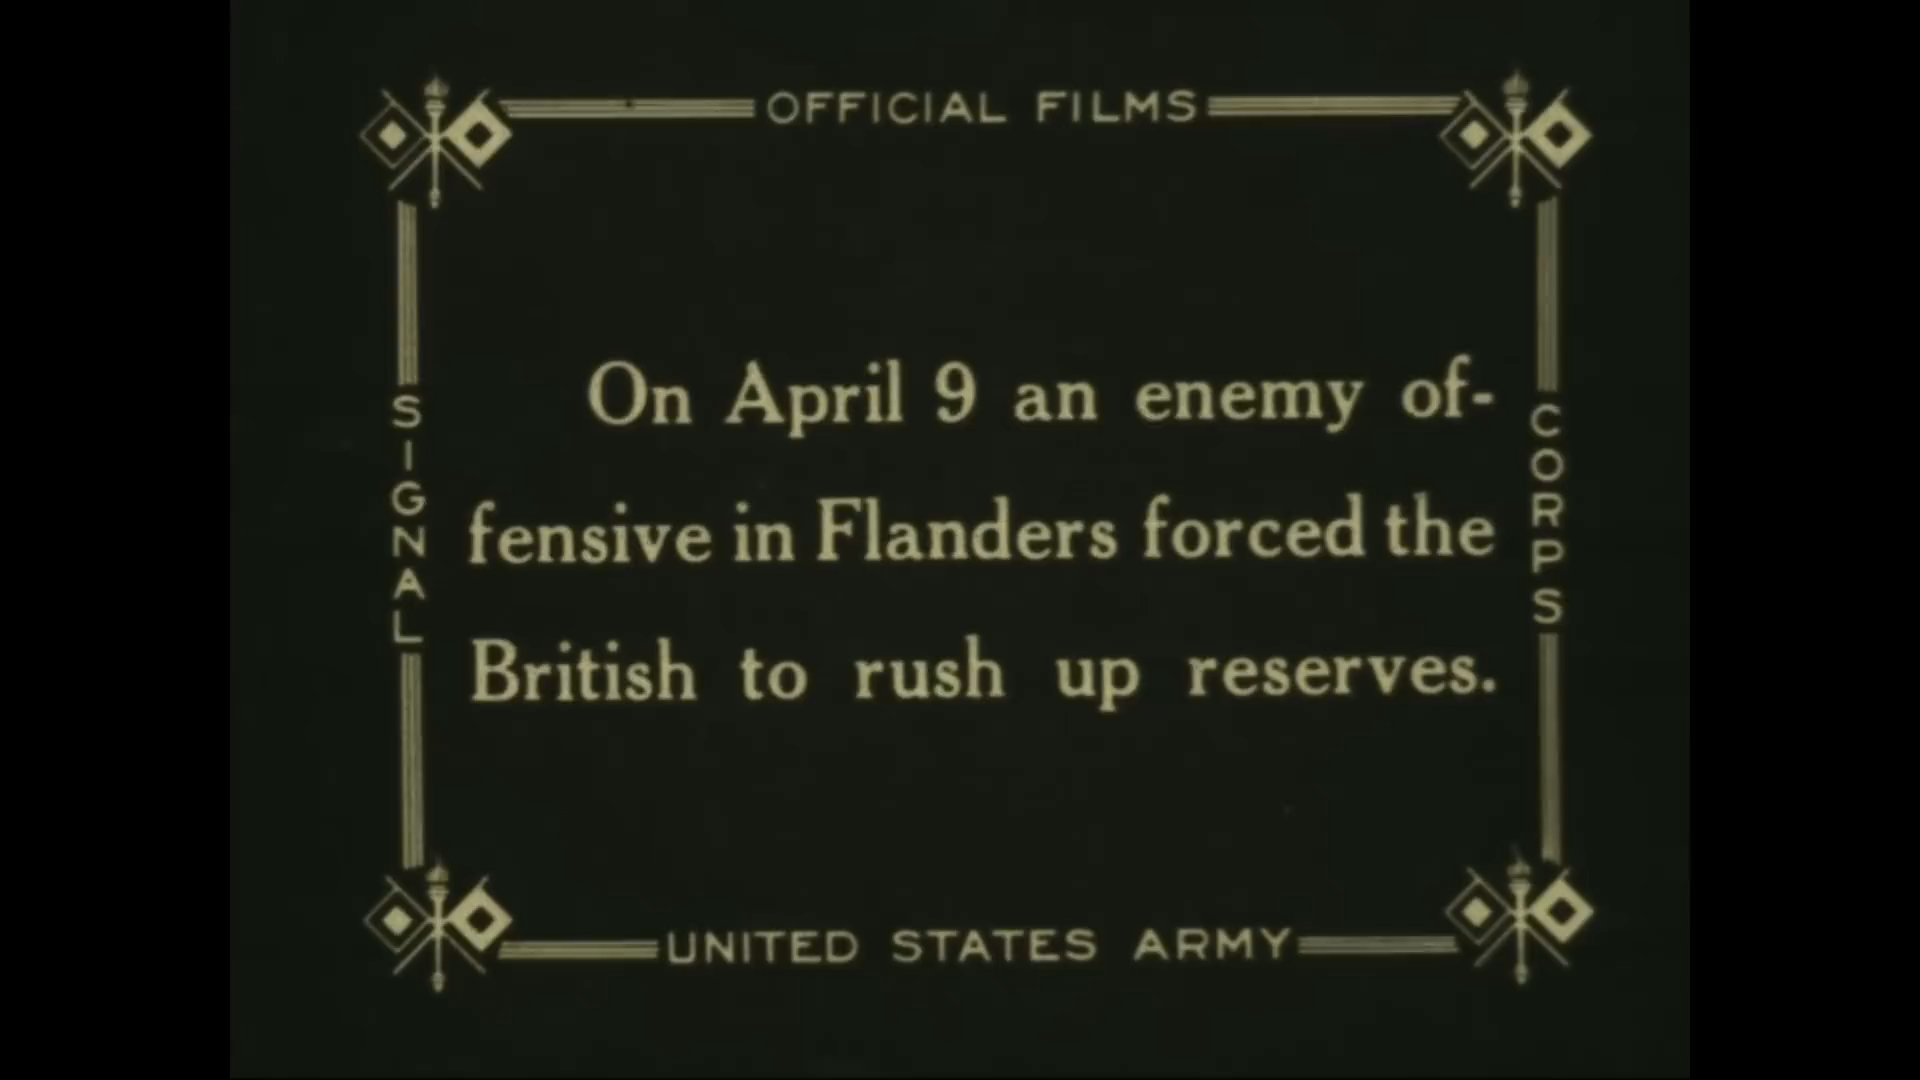 OFFICIAL FILMS
SIGNAL
CORPS
On April 9 an enemy of-
fensive in Flanders forced the
British to rush up reserves.
UNITED STATES ARMY